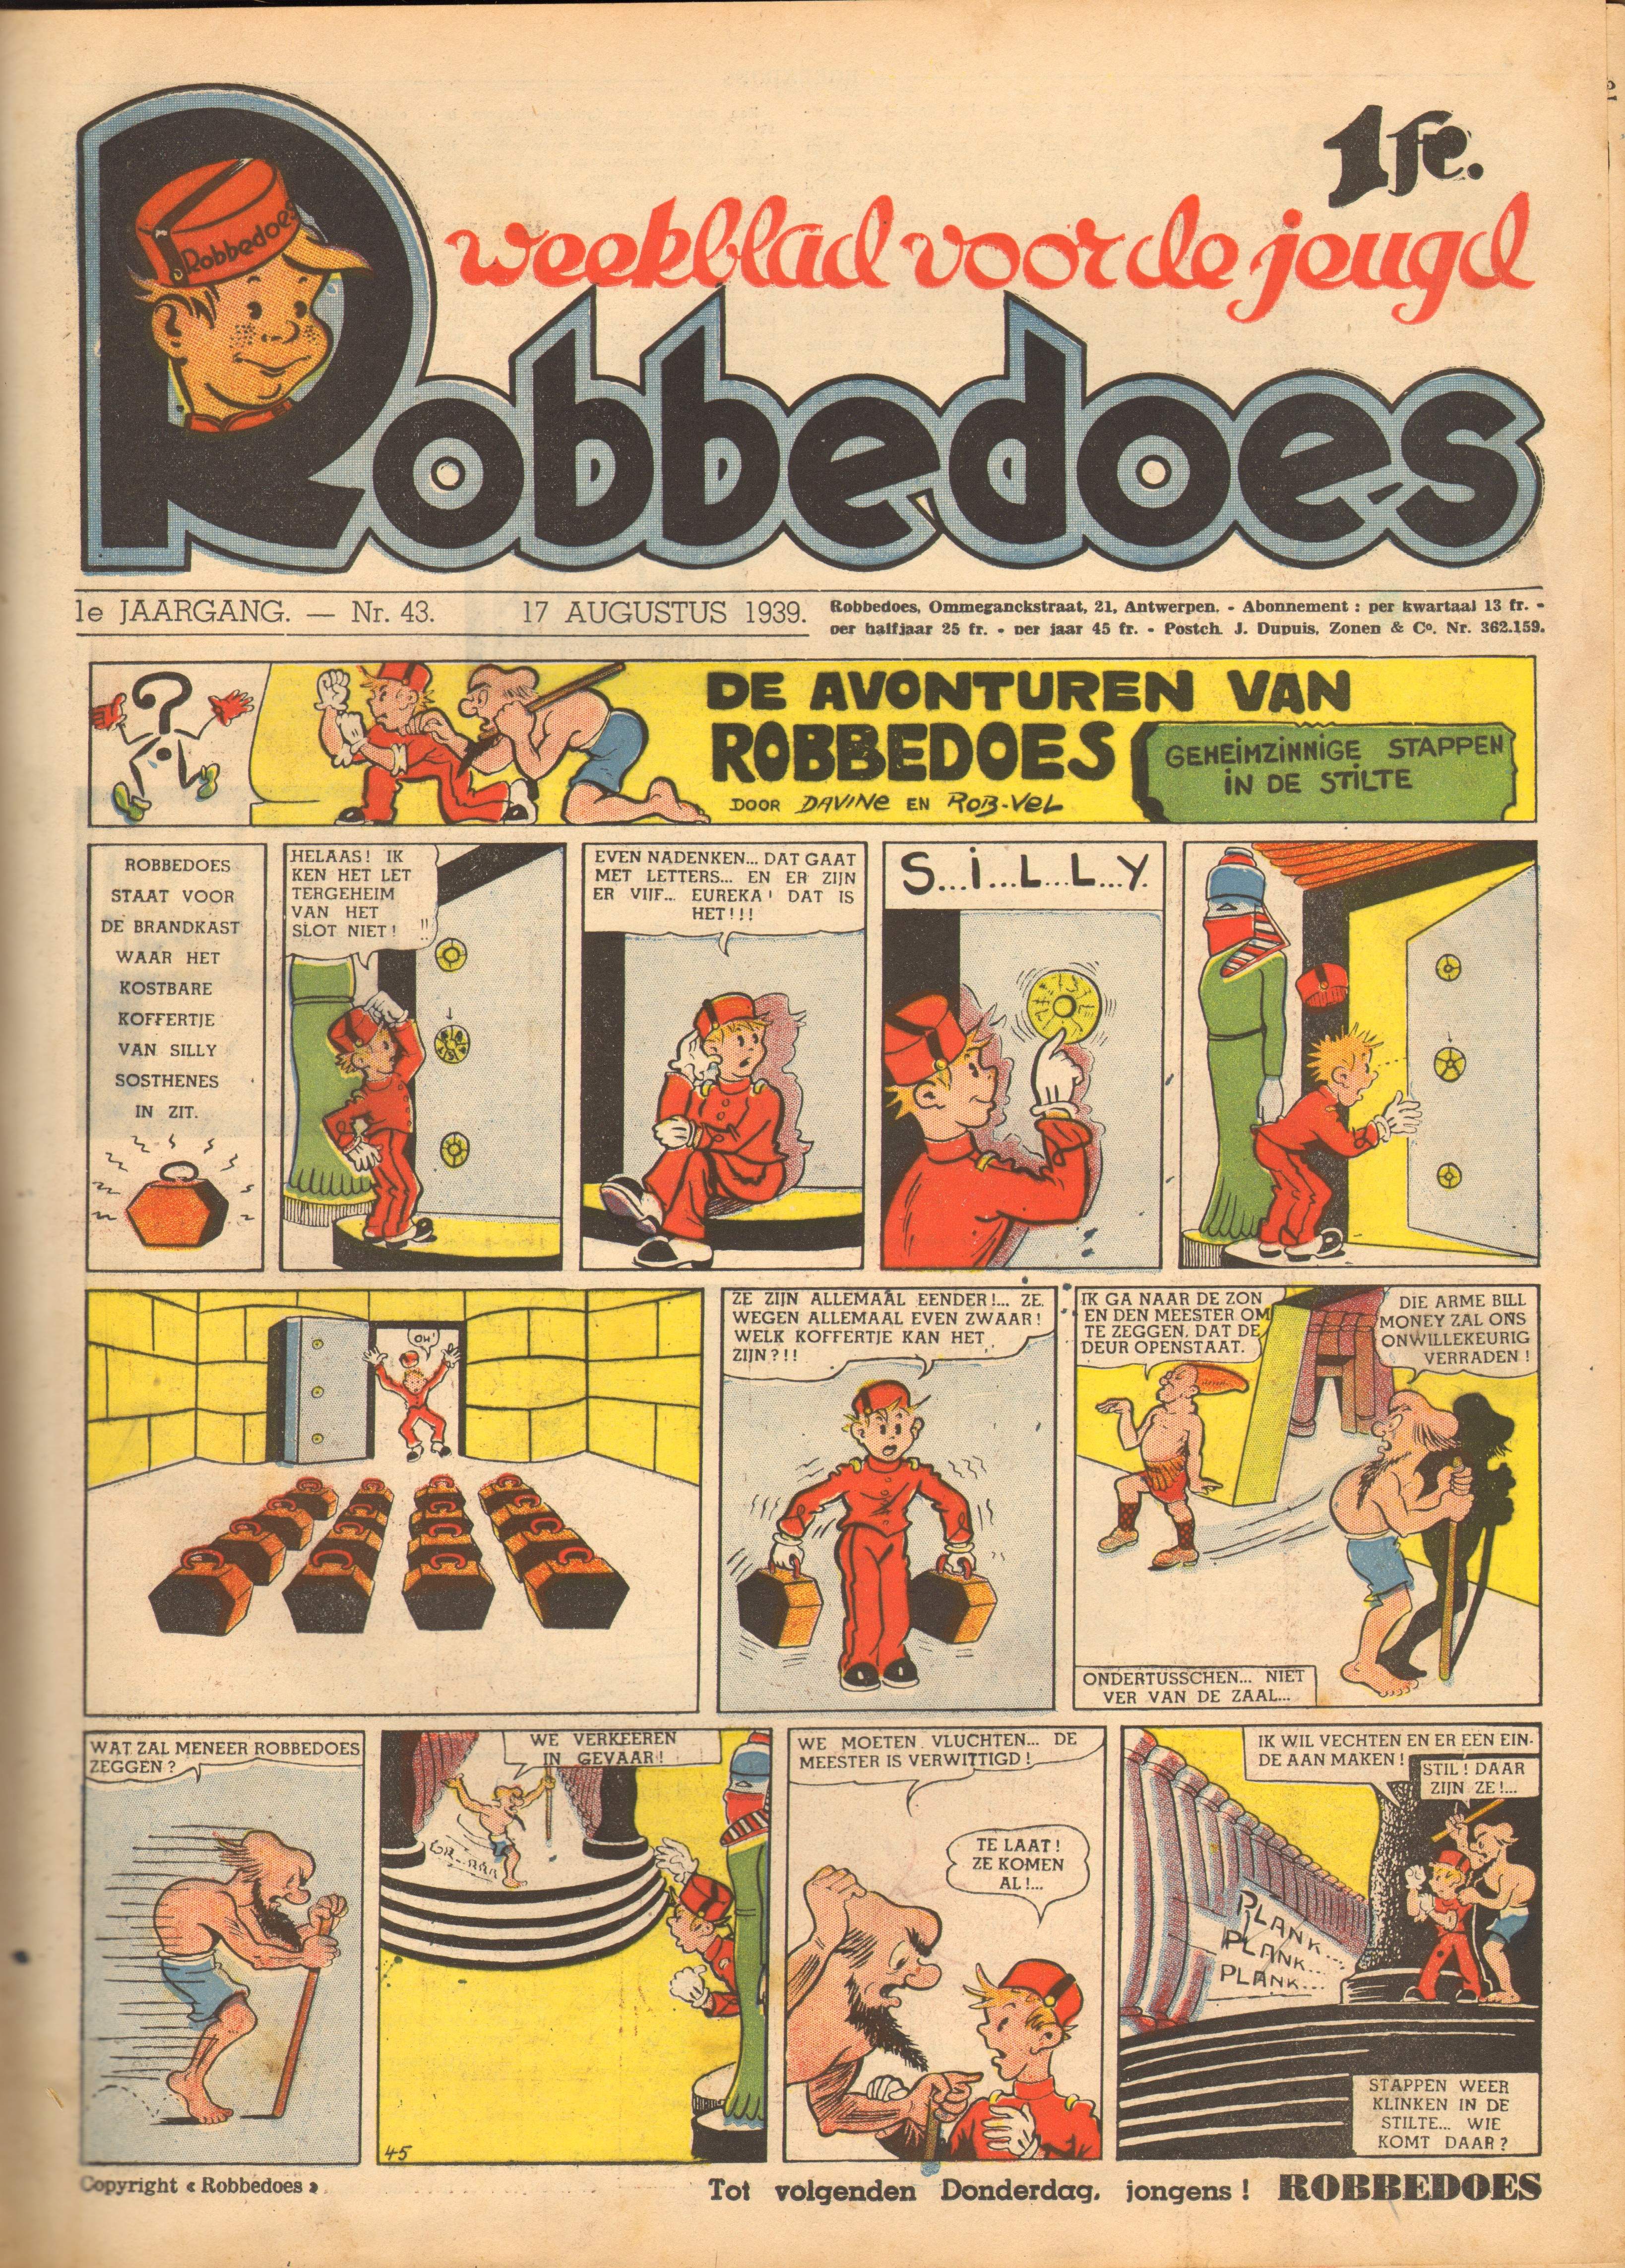 1 fr.
weekblad voor de jeugd
Robbedoes
Robbedoes
1e JAARGANG. — Nr. 43.
17 AUGUSTUS 1939.
Robbedoes, Ommeganckstraat, 21, Antwerpen. - Abonnement : per kwartaal 13 fr. -
per halfjaar 25 fr. - per jaar 45 fr. - Postch. J. Dupuis, Zonen & Co. Nr. 362.159.
?
DE AVONTUREN VAN
ROBBEDOES
DOOR DAVINE EN ROB-VEL
GEHEIMZINNIGE STAPPEN
IN DE STILTE
ROBBEDOES
STAAT VOOR
DE BRANDKAST
WAAR HET
KOSTBARE
KOFFERTJE
VAN SILLY
SOSTHENES
IN ZIT.
HELAAS! IK
KEN HET LET
TERGEHEIM
VAN HET
SLOT NIET! !!
EVEN NADENKEN... DAT GAAT
MET LETTERS... EN ER ZIJN
ER VIJF... EUREKA! DAT IS
HET!!!
S...I...L...L...Y.
OH!
ZE ZIJN ALLEMAAL EENDER!... ZE
WEGEN ALLEMAAL EVEN ZWAAR!
WELK KOFFERTJE KAN HET
ZIJN?!!
IK GA NAAR DE ZON
EN DEN MEESTER OM
TE ZEGGEN. DAT DE
DEUR OPENSTAAT.
DIE ARME BILL
MONEY ZAL ONS
ONWILLEKEURIG
VERRADEN!
ONDERTUSSCHEN... NIET
VER VAN DE ZAAL...
WAT ZAL MENEER ROBBEDOES
ZEGGEN?
WE VERKEEREN
IN GEVAAR!
45
WE MOETEN VLUCHTEN... DE
MEESTER IS VERWITTIGD!
TE LAAT!
ZE KOMEN
AL!...
IK WIL VECHTEN EN ER EEN EIN-
DE AAN MAKEN!
STIL! DAAR
ZIJN ZE!...
PLANK...
PLANK...
PLANK...
STAPPEN WEER
KLINKEN IN DE
STILTE... WIE
KOMT DAAR?
Copyright « Robbedoes »
Tot volgenden Donderdag, jongens ! ROBBEDOES